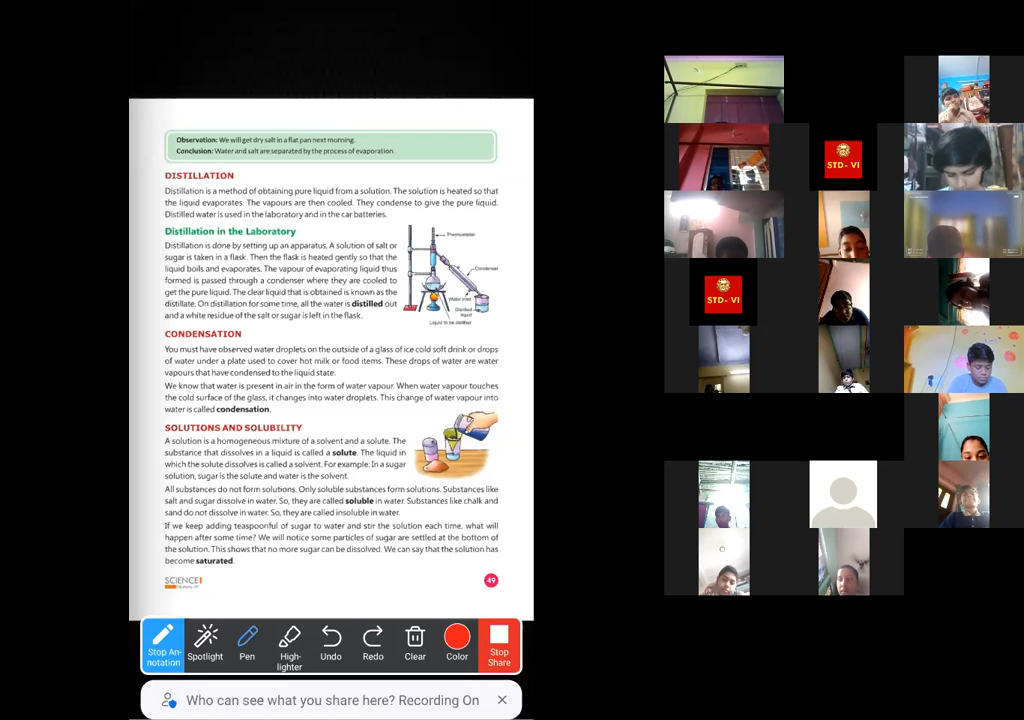 Observation: We will get dry salt in a flat pan next morning.
Conclusion: Water and salt are separated by the process of evaporation.
DISTILLATION
Distillation is a method of obtaining pure liquid from a solution. The solution is heated so that
the liquid evaporates. The vapours are then cooled. They condense to give the pure liquid.
Distilled water is used in the laboratory and in the car batteries.
Distillation in the Laboratory
Distillation is done by setting up an apparatus. A solution of salt or
sugar is taken in a flask. Then the flask is heated gently so that the
liquid boils and evaporates. The vapour of evaporating liquid thus
formed is passed through a condenser where they are cooled to
get the pure liquid. The clear liquid that is obtained is known as the
distillate. On distillation for some time, all the water is distilled out
and a white residue of the salt or sugar is left in the flask.
Thermometer
Condenser
Water inlet
Distilled
liquid
Liquid to be distilled
CONDENSATION
You must have observed water droplets on the outside of a glass of ice cold soft drink or drops
of water under a plate used to cover hot milk or food items. These drops of water are water
vapours that have condensed to the liquid state.
We know that water is present in air in the form of water vapour. When water vapour touches
the cold surface of the glass, it changes into water droplets. This change of water vapour into
water is called condensation.
SOLUTIONS AND SOLUBILITY
A solution is a homogeneous mixture of a solvent and a solute. The
substance that dissolves in a liquid is called a solute. The liquid in
which the solute dissolves is called a solvent. For example: In a sugar
solution, sugar is the solute and water is the solvent.
All substances do not form solutions. Only soluble substances form solutions. Substances like
salt and sugar dissolve in water. So, they are called soluble in water. Substances like chalk and
sand do not dissolve in water. So, they are called insoluble in water.
If we keep adding teaspoonful of sugar to water and stir the solution each time, what will
happen after some time? We will notice some particles of sugar are settled at the bottom of
the solution. This shows that no more sugar can be dissolved. We can say that the solution has
become saturated.
SCIENCE
49
Stop An-
notation
Spotlight
Pen
High-
lighter
Undo
Redo
Clear
Color
Stop
Share
Who can see what you share here? Recording On
STD- VI
STD- VI